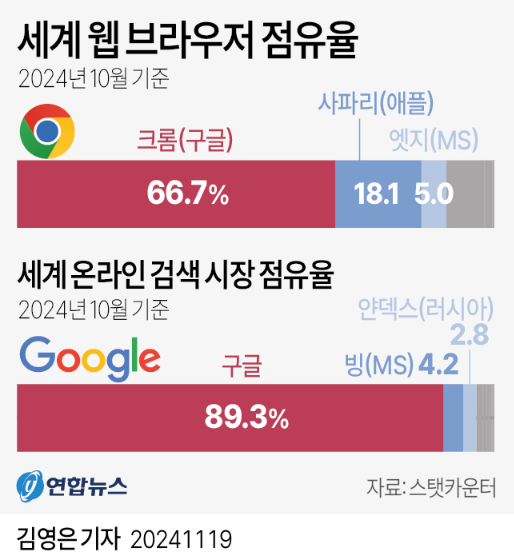 세계 웹 브라우저 점유율
2024년 10월 기준
사파리(애플)
크롬(구글)
엣지(MS)
66.7%
18.1
5.0
세계 온라인 검색 시장 점유율
2024년 10월 기준
얀덱스(러시아)
2.8
Google
구글
빙(MS) 4.2
89.3%
연합뉴스
자료: 스탯카운터
김영은 기자 20241119